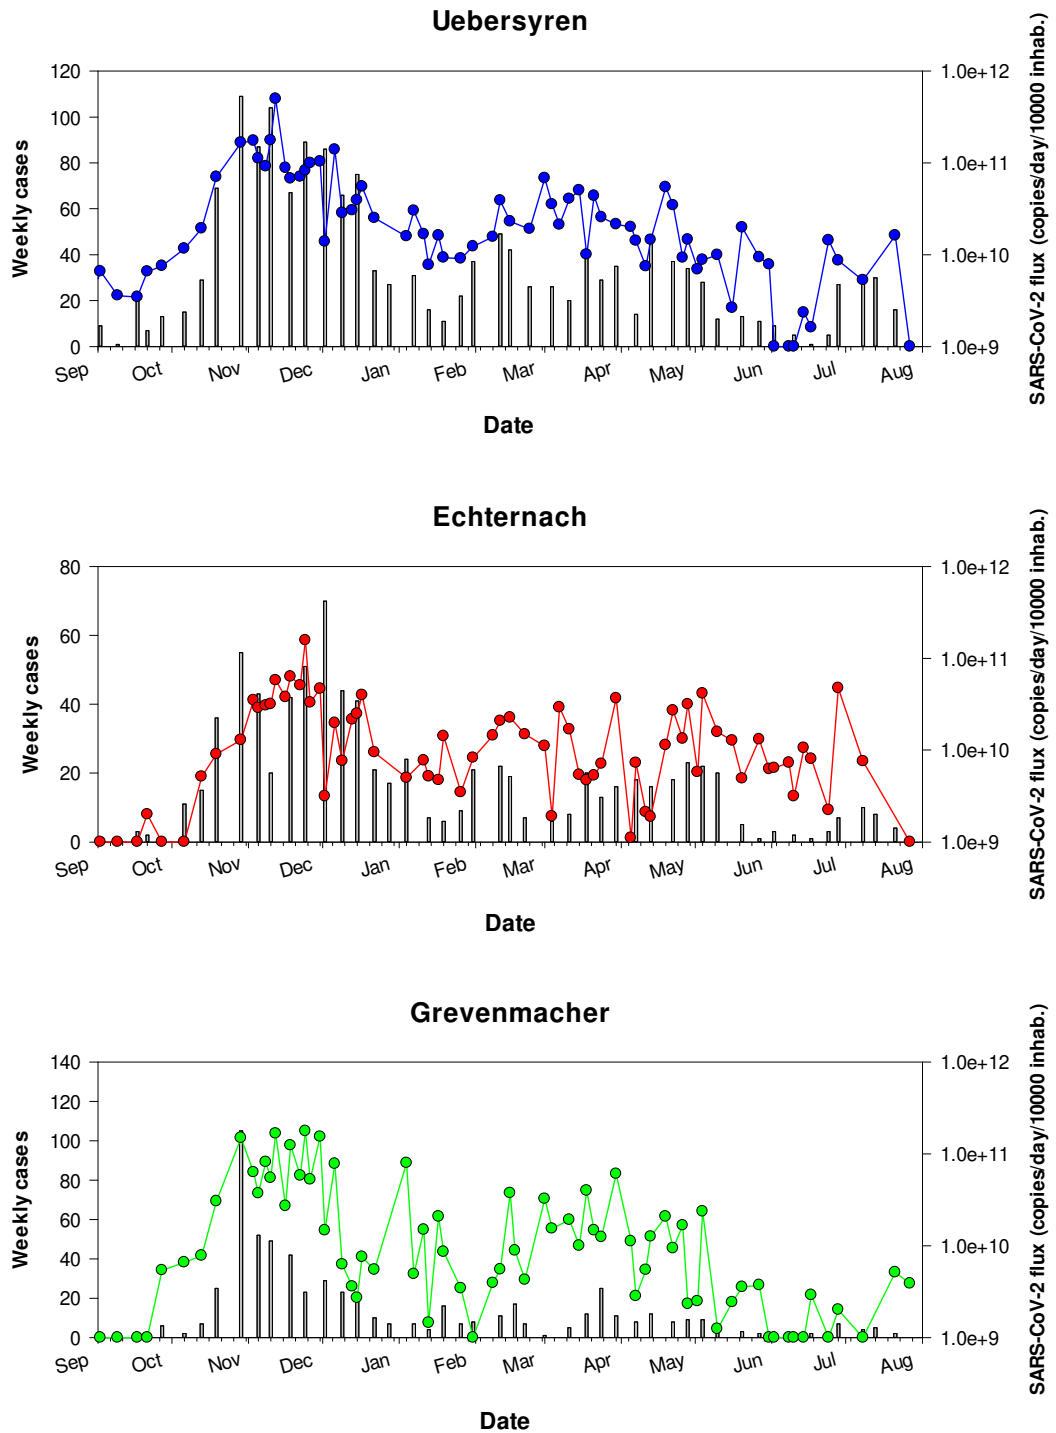 Uebersyren
120
100
80
60
40
20
0
1.0e+12
1.0e+11
1.0e+10
1.0e+9
Weekly cases
SARS-CoV-2 flux (copies/day/10000 inhab.)
Sep Oct Nov Dec Jan Feb Mar Apr May Jun Jul Aug
Date
Echternach
80
60
40
20
0
1.0e+12
1.0e+11
1.0e+10
1.0e+9
Weekly cases
SARS-CoV-2 flux (copies/day/10000 inhab.)
Sep Oct Nov Dec Jan Feb Mar Apr May Jun Jul Aug
Date
Grevenmacher
140
120
100
80
60
40
20
0
1.0e+12
1.0e+11
1.0e+10
1.0e+9
Weekly cases
SARS-CoV-2 flux (copies/day/10000 inhab.)
Sep Oct Nov Dec Jan Feb Mar Apr May Jun Jul Aug
Date